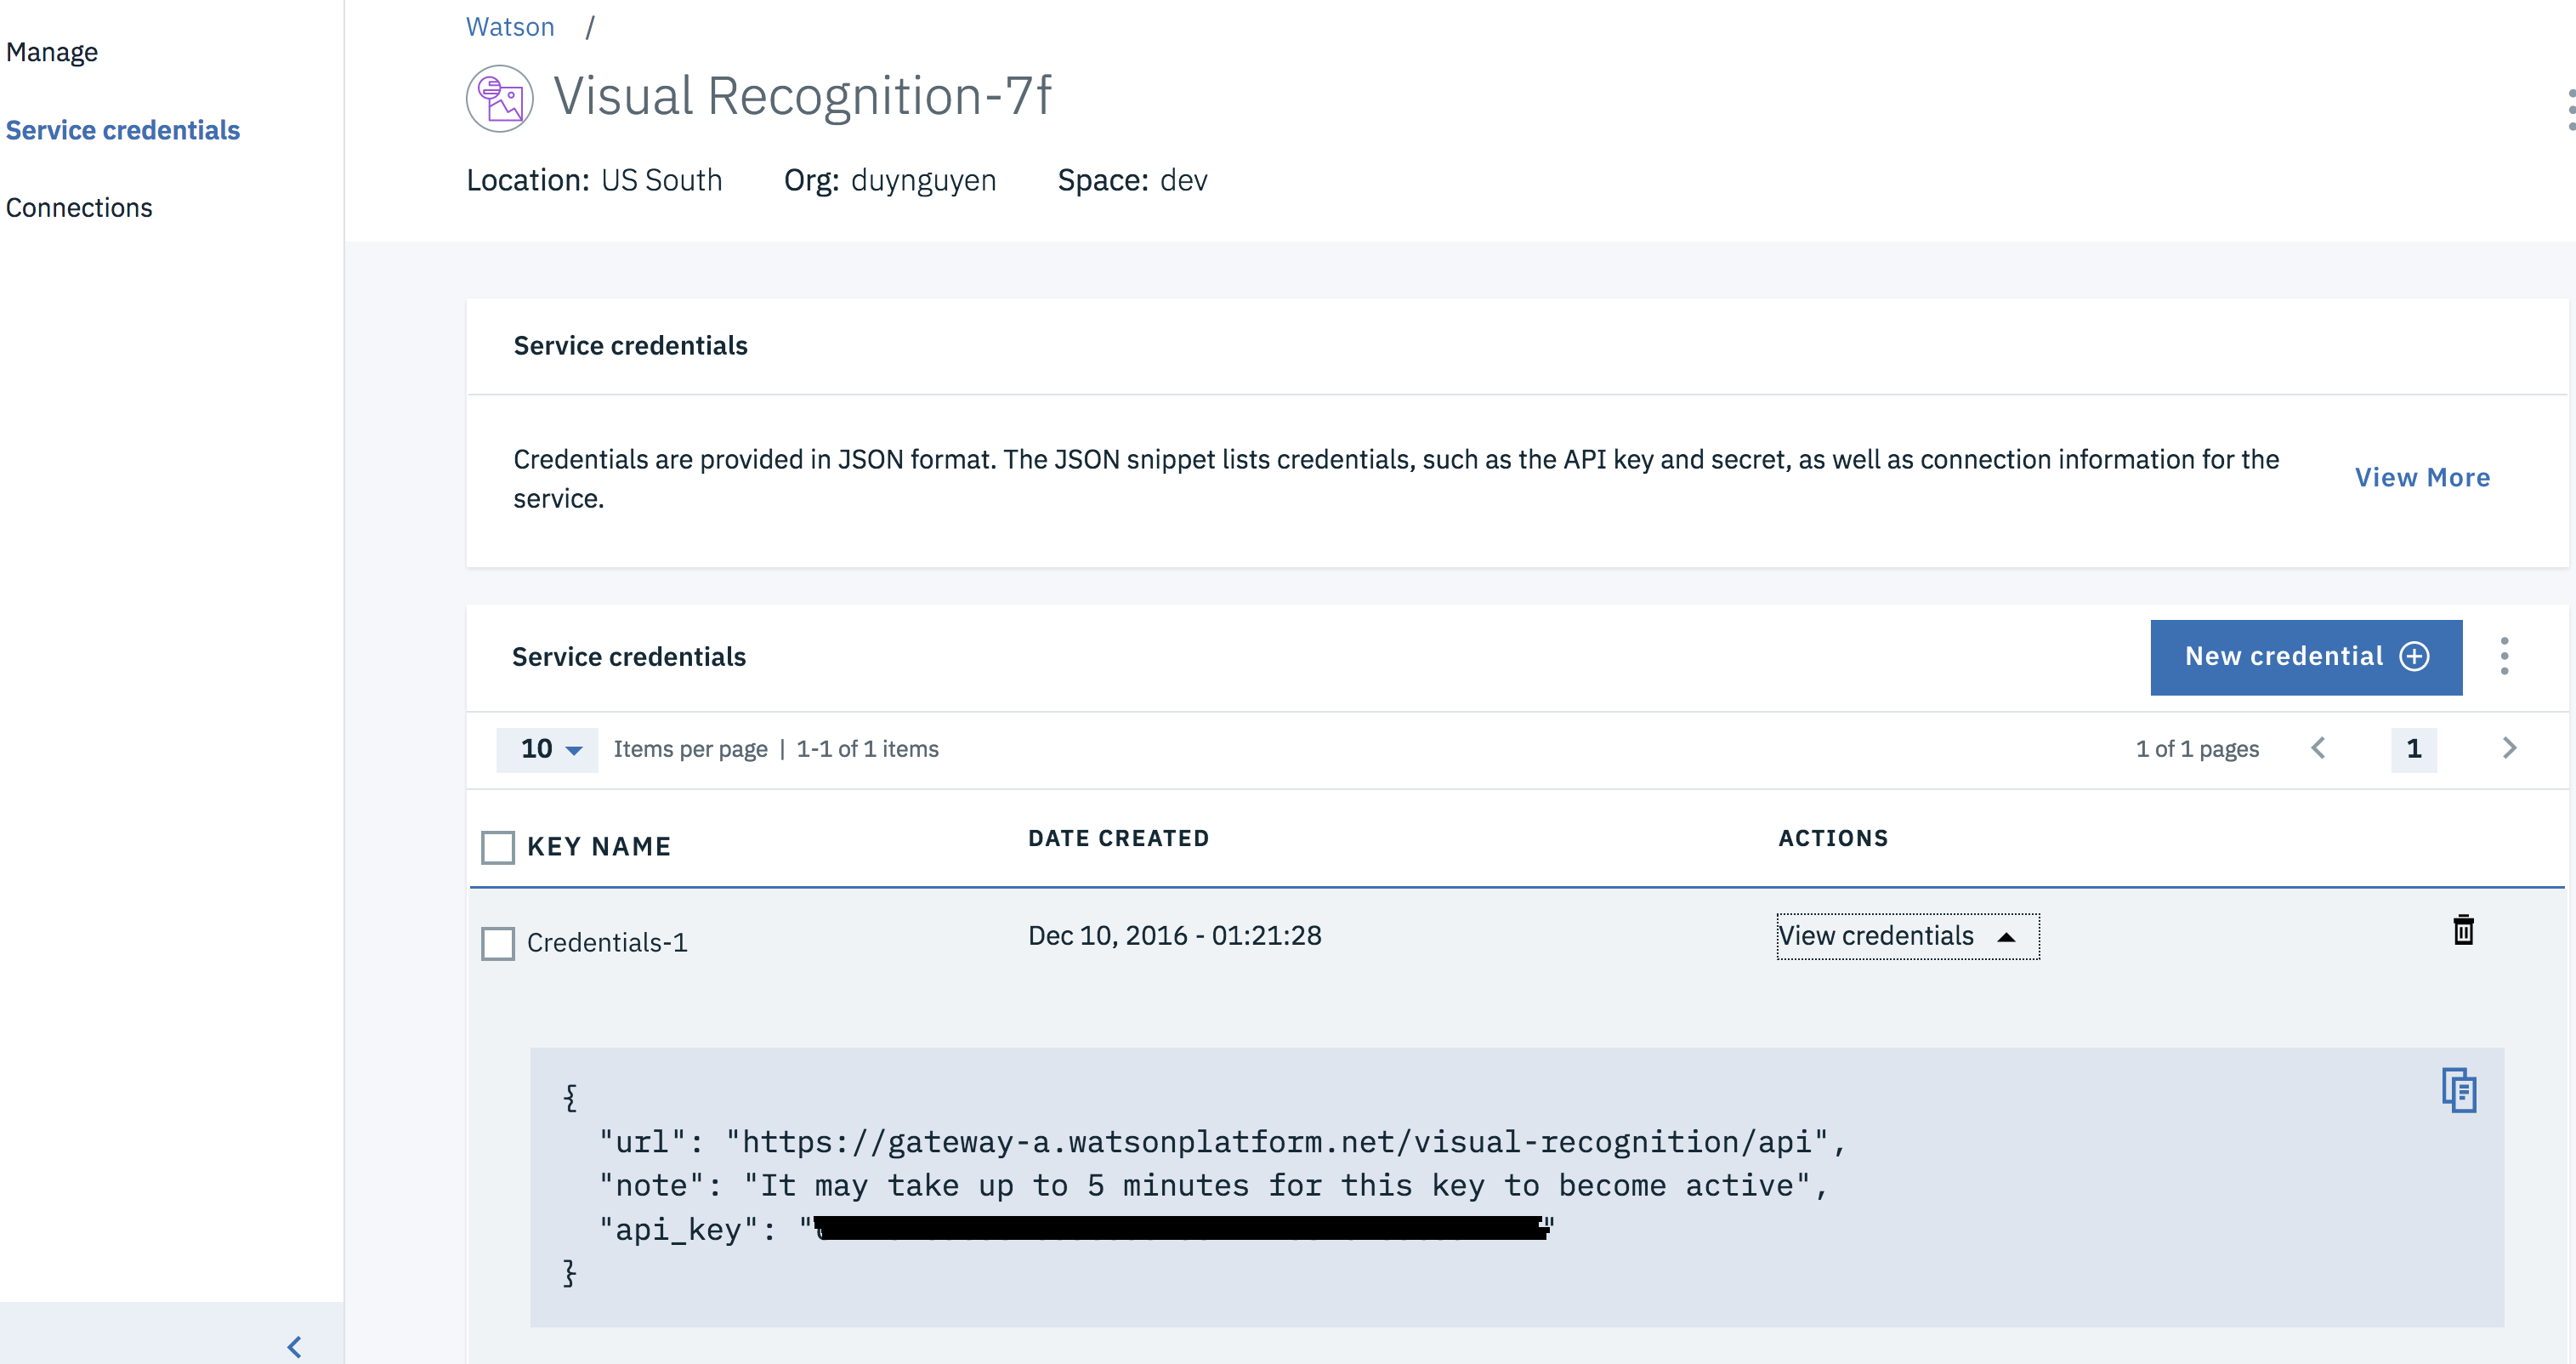 Manage
Service credentials
Connections
Watson /
Visual Recognition-7f
Location: US South Org: duynguyen Space: dev
Service credentials
Credentials are provided in JSON format. The JSON snippet lists credentials, such as the API key and secret, as well as connection information for the
service.
View More
Service credentials
New credential
10 Items per page | 1-1 of 1 items 1 of 1 pages 1
KEY NAME DATE CREATED ACTIONS
Credentials-1 Dec 10, 2016 - 01:21:28 View credentials
{
"url": "https://gateway-a.watsonplatform.net/visual-recognition/api",
"note": "It may take up to 5 minutes for this key to become active",
"api_key": ""
}